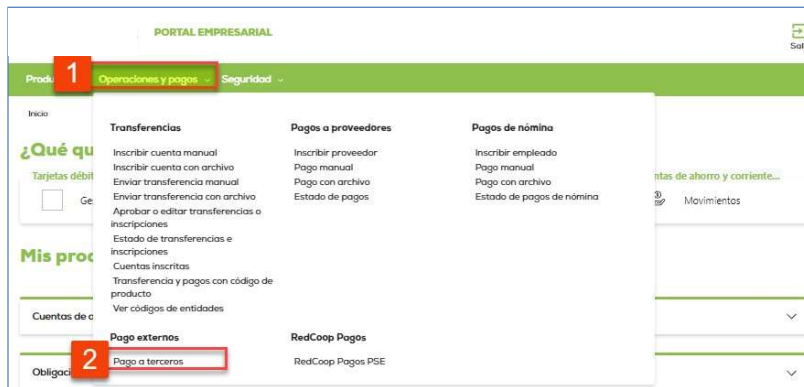 PORTAL EMPRESARIAL
Sal
Produ
1
Operaciones y pagos
Seguridad
Inicio
¿Qué qu
Tarjetas débit
Ge
Transferencias
Inscribir cuenta manual
Inscribir cuenta con archivo
Enviar transferencia manual
Enviar transferencia con archivo
Aprobar o editar transferencias o
inscripciones
Estado de transferencias e
inscripciones
Cuentas inscritas
Transferencia y pagos con código de
producto
Ver códigos de entidades
Pagos a proveedores
Inscribir proveedor
Pago manual
Pago con archivo
Estado de pagos
Pagos de nómina
Inscribir empleado
Pago manual
Pago con archivo
Estado de pagos de nómina
ntas de ahorro y corriente...
Movimientos
Mis prod
Cuentas de a
Pago externos
2
Pago a terceros
RedCoop Pagos
RedCoop Pagos PSE
Obligaci